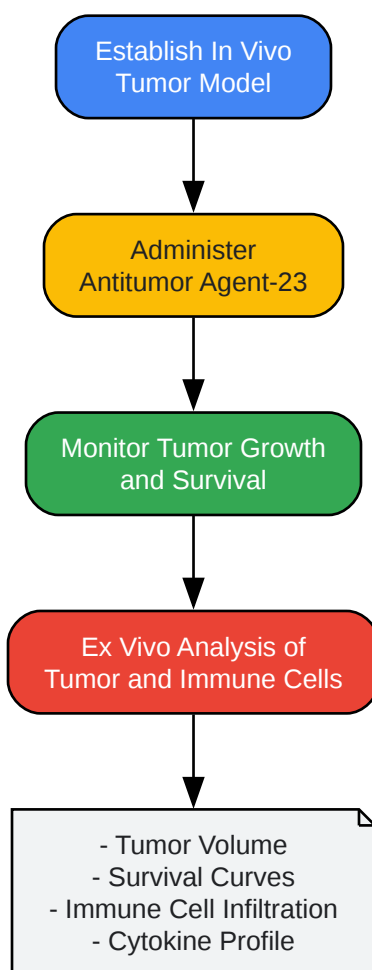 Establish In Vivo
Tumor Model
Administer
Antitumor Agent-23
Monitor Tumor Growth
and Survival
Ex Vivo Analysis of
Tumor and Immune Cells
- Tumor Volume
- Survival Curves
- Immune Cell Infiltration
- Cytokine Profile